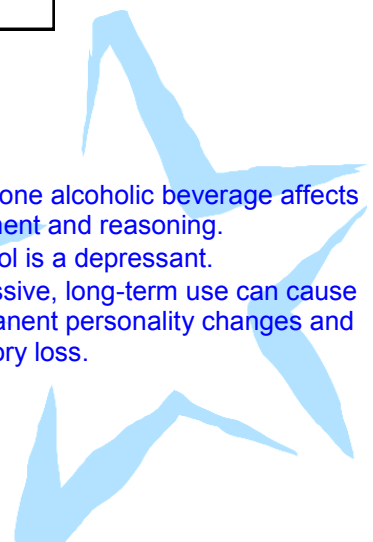 one alcoholic beverage affects
ment and reasoning.
ol is a depressant.
ssive, long-term use can cause
anent personality changes and
ory loss.